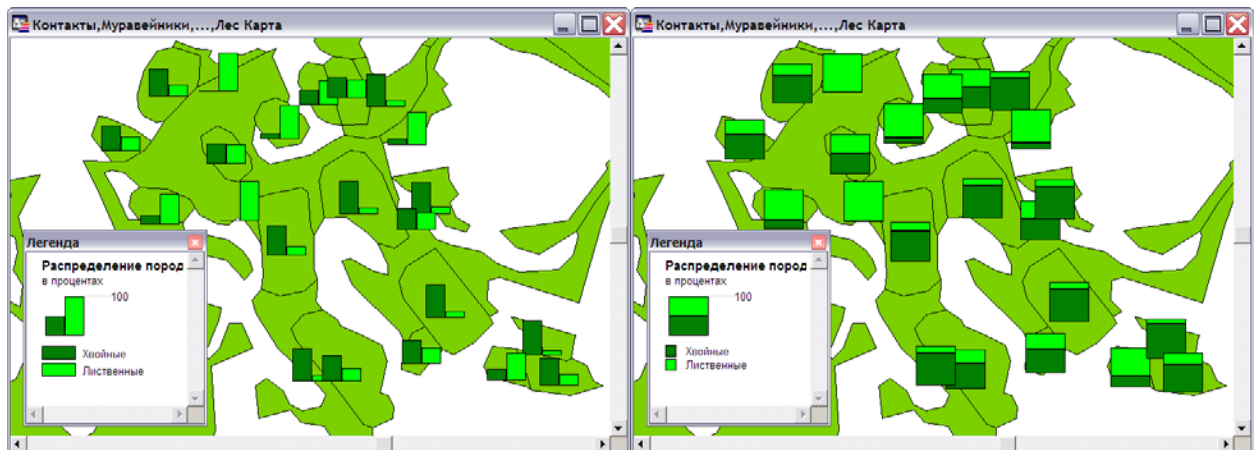 Контакты,Муравейники,...,Лес Карта
Легенда
Распределение пород
в процентах
100
Хвойные
Лиственные
Контакты,Муравейники,...,Лес Карта
Легенда
Распределение пород
в процентах
100
Хвойные
Лиственные